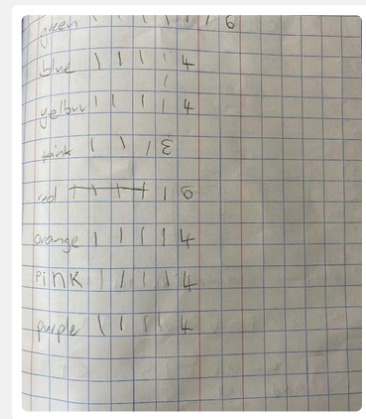 green | | | | | | | 6
blue | | | | | 4
yellow | | | | | 4
pink | | | 3
red | | | | | 6
orange | | | | 4
PiNK | | | | | 4
purple | | | | 4